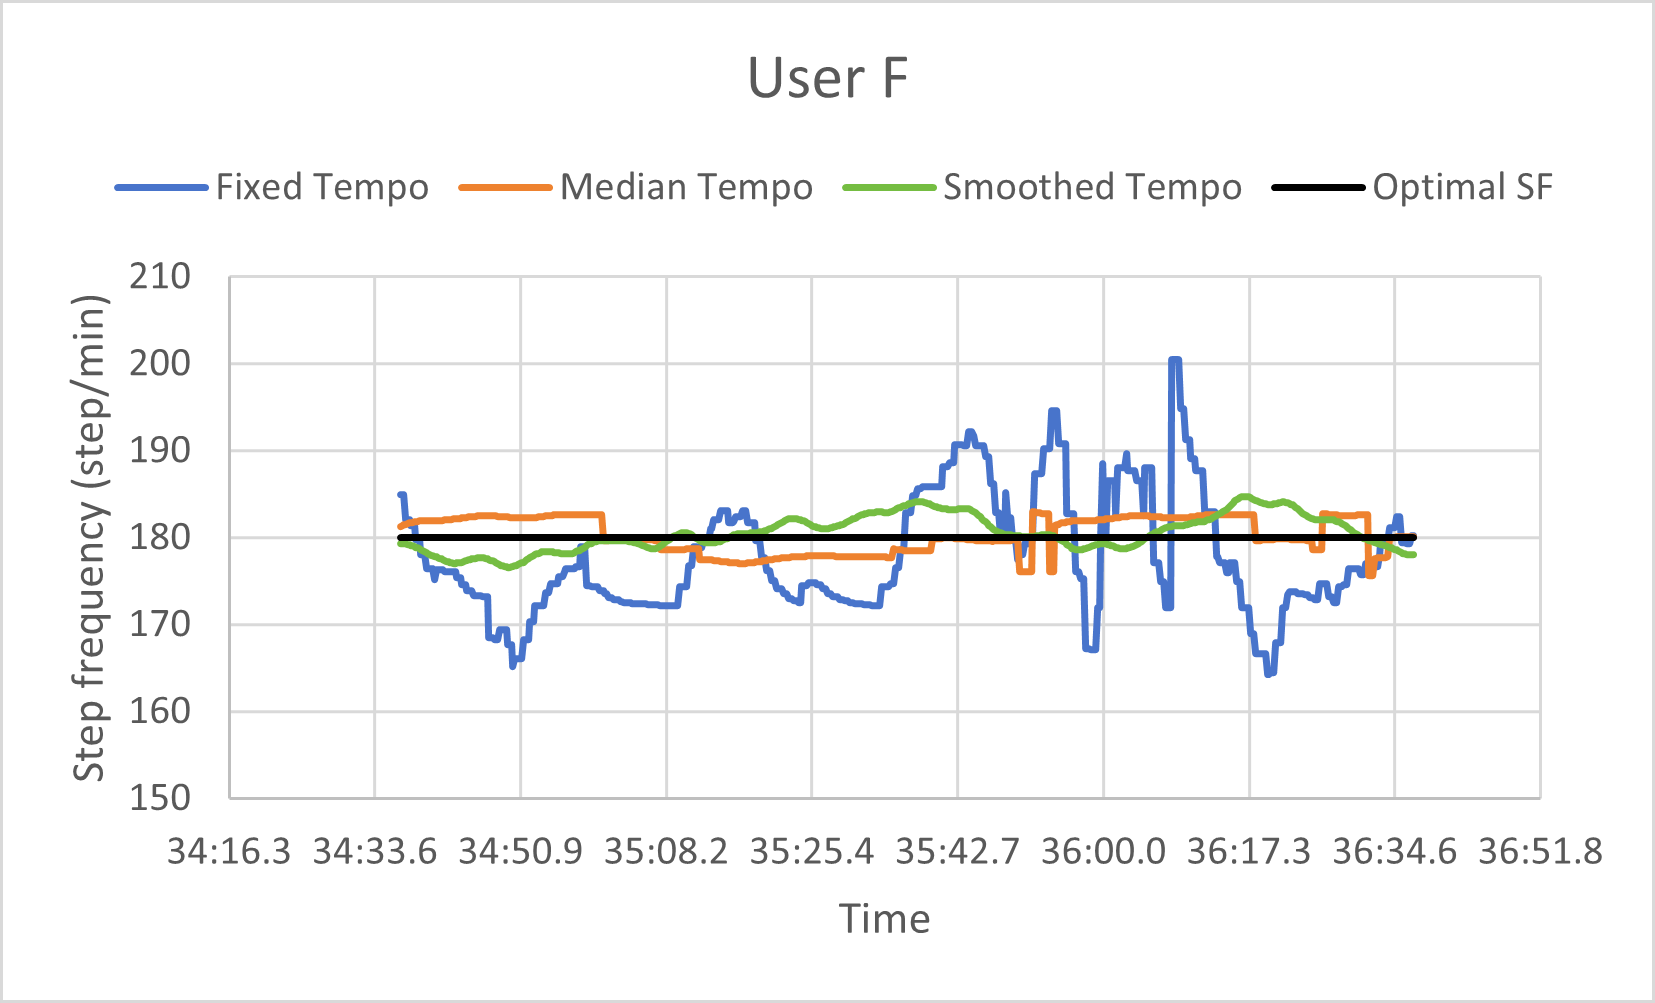 User F
Fixed Tempo Median Tempo Smoothed Tempo Optimal SF
Step frequency (step/min)
210
200
190
180
170
160
150
34:16.3 34:33.6 34:50.9 35:08.2 35:25.4 35:42.7 36:00.0 36:17.3 36:34.6 36:51.8
Time